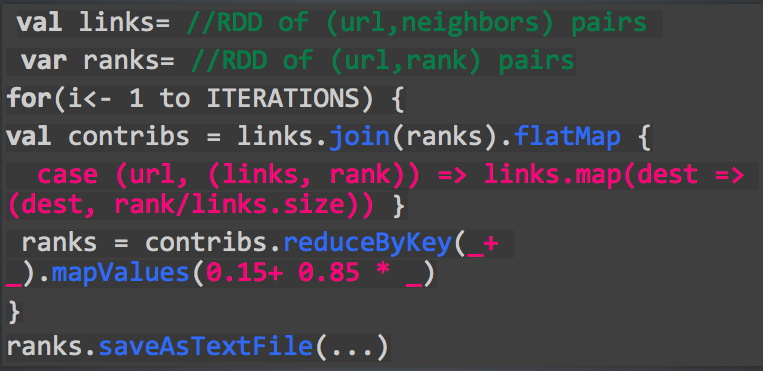 val links= //RDD of (url,neighbors) pairs
var ranks= //RDD of (url,rank) pairs
for(i<- 1 to ITERATIONS) {
val contribs = links.join(ranks).flatMap {
case (url, (links, rank)) => links.map(dest =>
(dest, rank/links.size)) }
ranks = contribs.reduceByKey(_+
_).mapValues(0.15+ 0.85 * _)
}
ranks.saveAsTextFile(...)